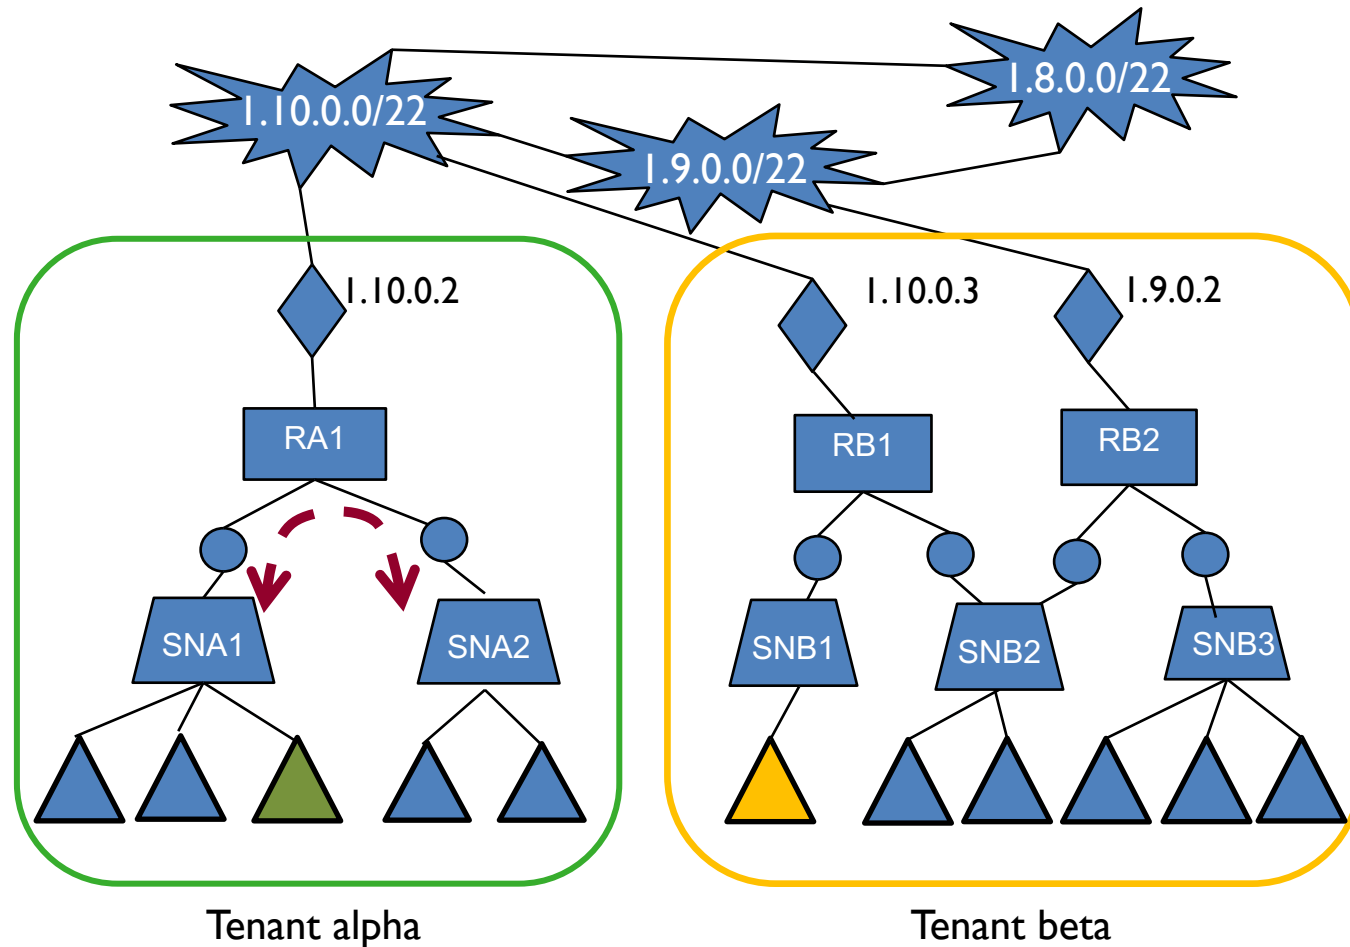 1.8.0.0/22
1.10.0.0/22
1.9.0.0/22
1.10.0.2
1.10.0.3
1.9.0.2
RA1
RB1
RB2
SNA1
SNA2
SNB1
SNB2
SNB3
Tenant alpha
Tenant beta